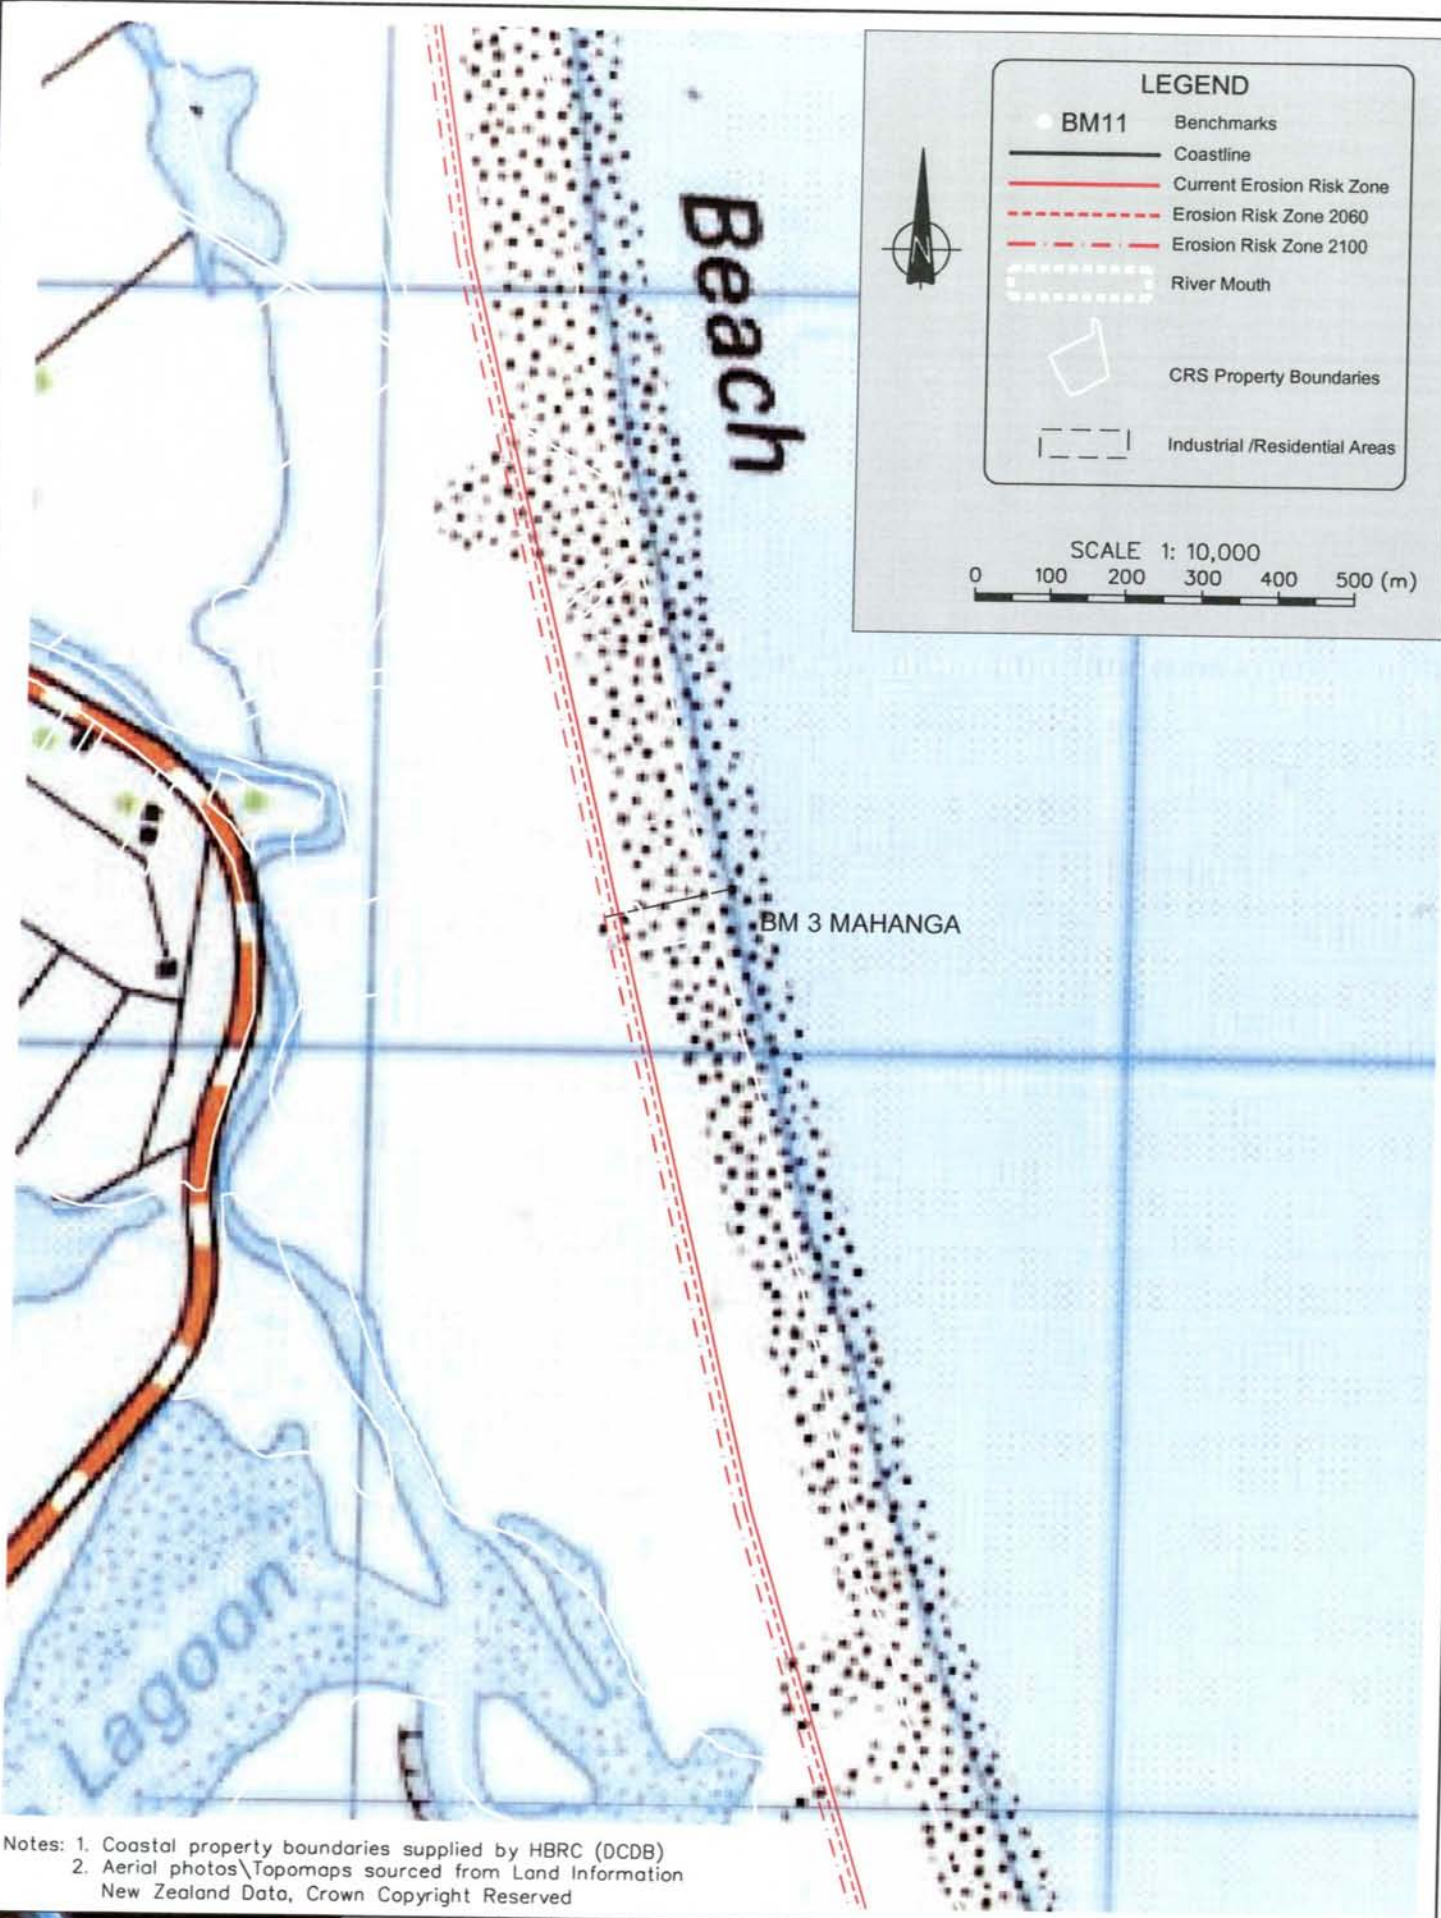 LEGEND
BM11 Benchmarks
Coastline
Current Erosion Risk Zone
Erosion Risk Zone 2060
Erosion Risk Zone 2100
River Mouth
CRS Property Boundaries
Industrial /Residential Areas
N
SCALE 1: 10,000
0 100 200 300 400 500 (m)
Beach
BM 3 MAHANGA
Lagoon
Notes: 1. Coastal property boundaries supplied by HBRC (DCDB)
2. Aerial photos\Topomaps sourced from Land Information
New Zealand Data, Crown Copyright Reserved